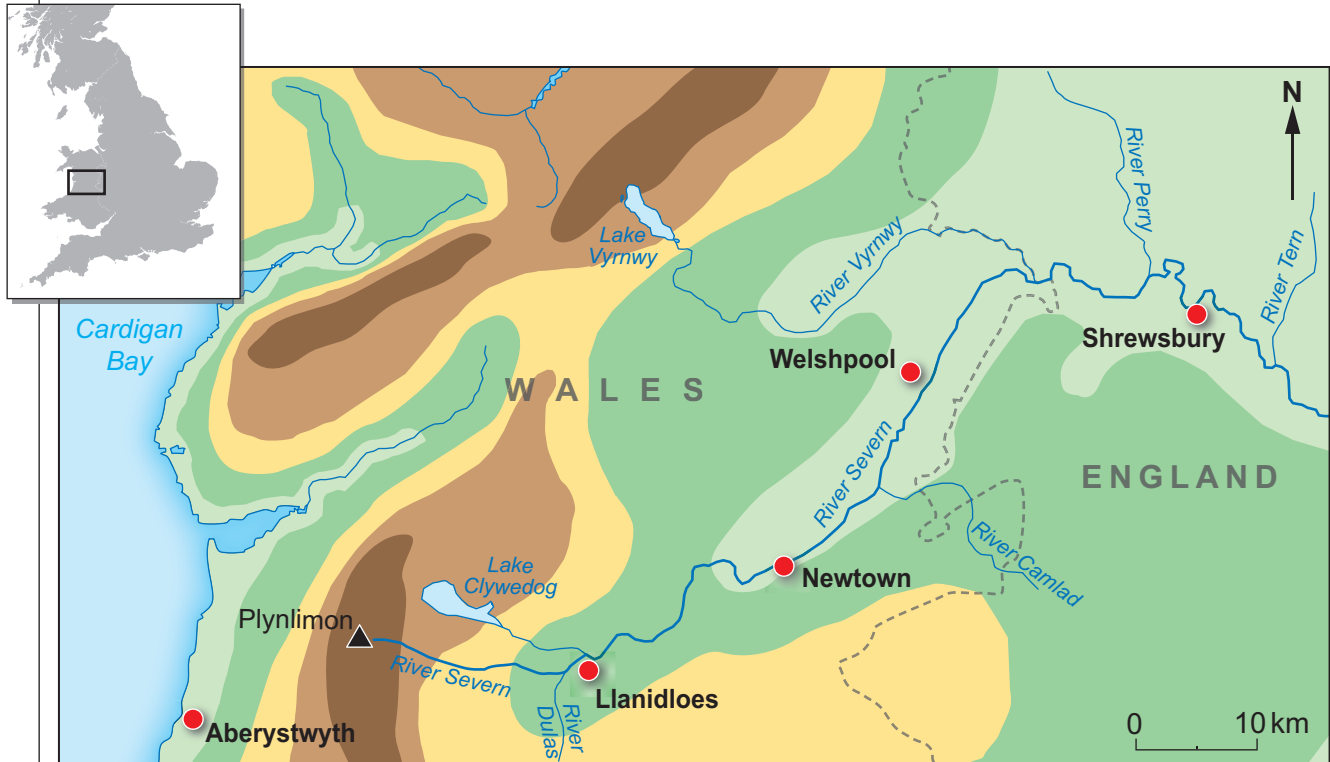 N
River Perry
River Tern
Lake
Vyrnwy
River Vyrnwy
Cardigan
Bay
Shrewsbury
Welshpool
WALES
River Severn
ENGLAND
River Camlad
Newtown
Lake
Clywedog
Plynlimon
River Severn
Llanidloes
River
Dulas
Aberystwyth
0 10 km